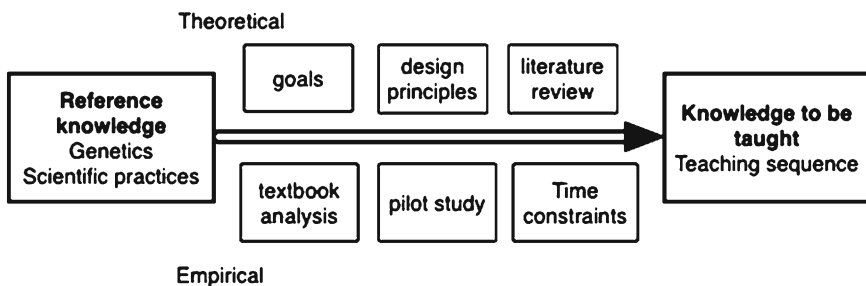 Theoretical
goals
design
principles
literature
review
Reference
knowledge
Genetics
Scientific practices
Knowledge to be
taught
Teaching sequence
textbook
analysis
pilot study
Time
constraints
Empirical